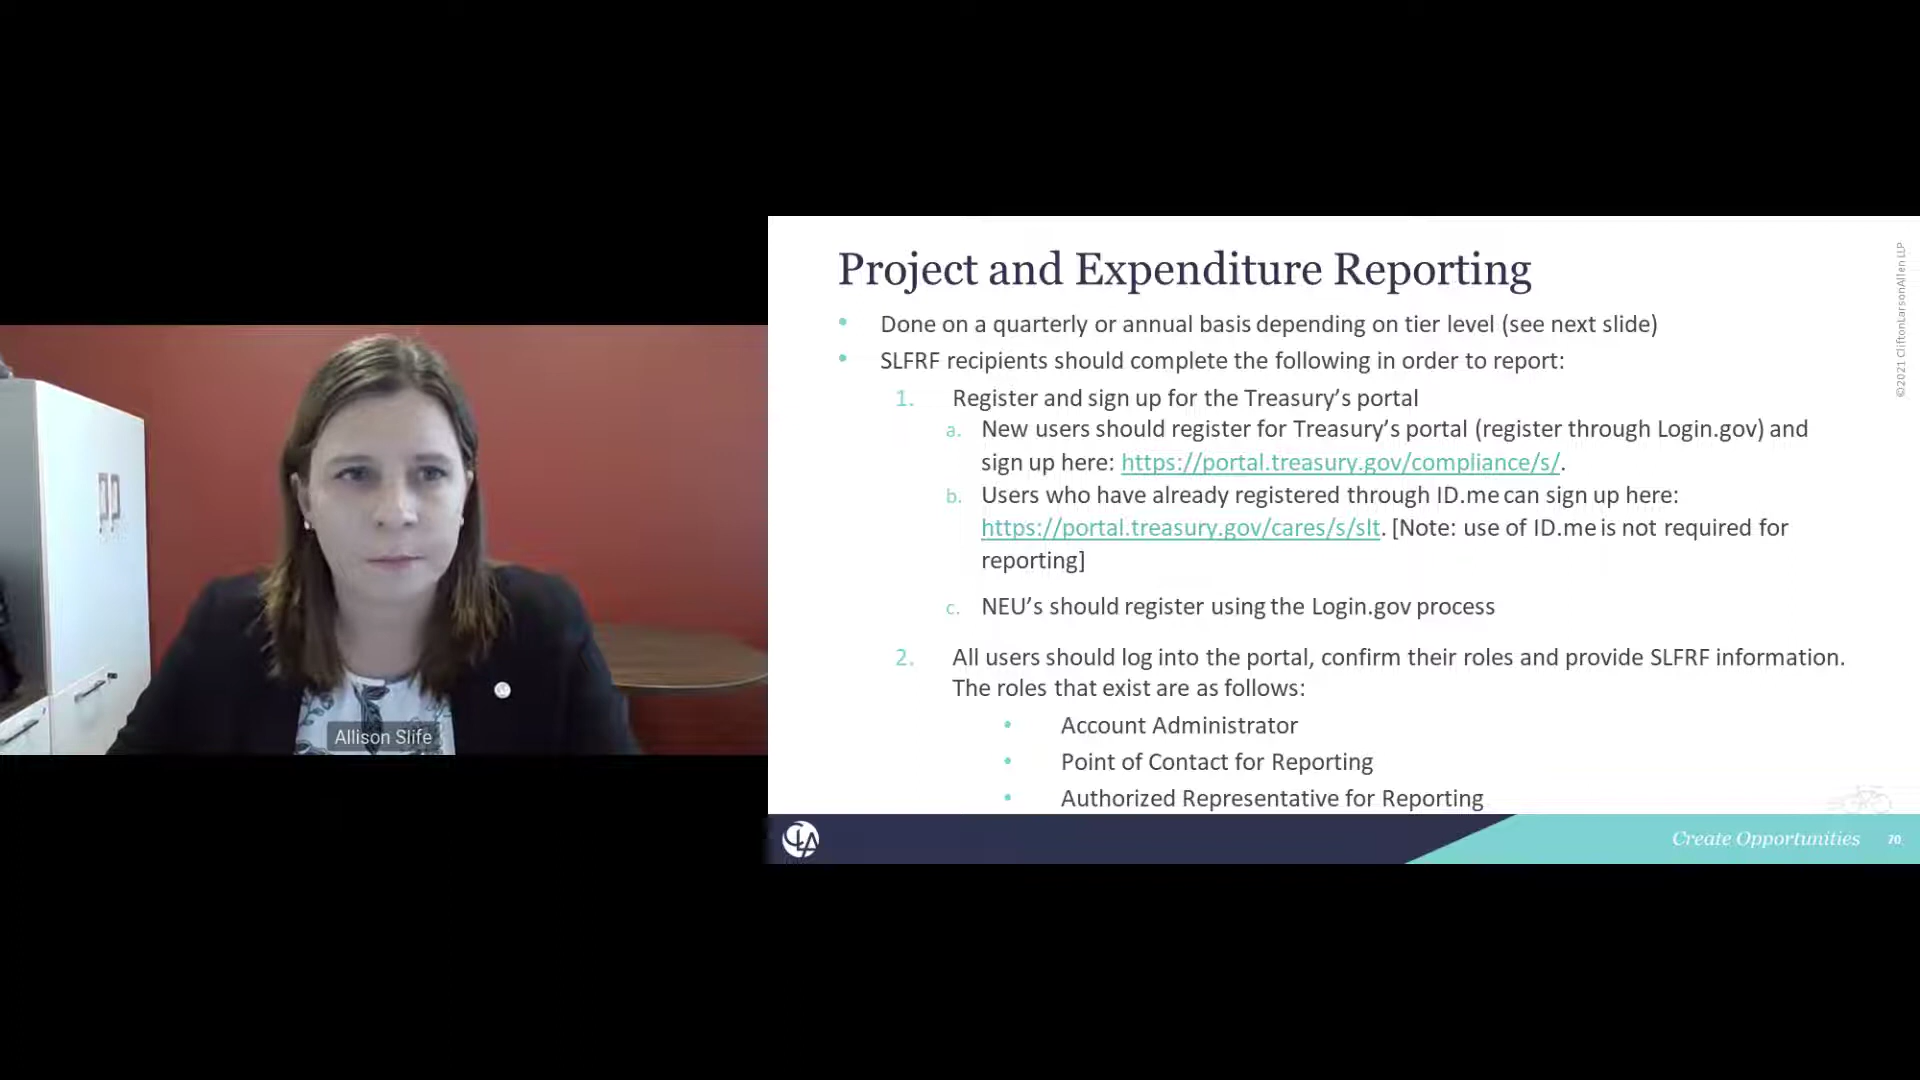 Project and Expenditure Reporting
• Done on a quarterly or annual basis depending on tier level (see next slide)
• SLFRF recipients should complete the following in order to report:
1. Register and sign up for the Treasury’s portal
a. New users should register for Treasury’s portal (register through Login.gov) and
sign up here: https://portal.treasury.gov/compliance/s/.
b. Users who have already registered through ID.me can sign up here:
https://portal.treasury.gov/cares/s/slt. [Note: use of ID.me is not required for
reporting]
c. NEU’s should register using the Login.gov process
2. All users should log into the portal, confirm their roles and provide SLFRF information.
The roles that exist are as follows:
• Account Administrator
• Point of Contact for Reporting
• Authorized Representative for Reporting
©2021 CliftonLarsonAllen LLP
Allison Slife
CLA
Create Opportunities 70